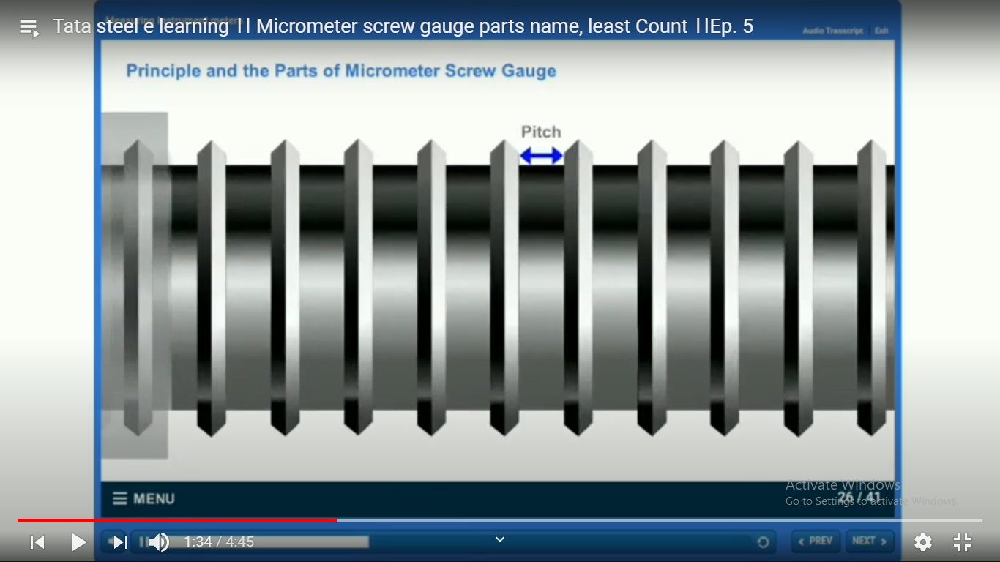 Measuring Instrument meters
Tata steel e learning || Micrometer screw gauge parts name, least Count ||Ep. 5
Audio Transcript | Exit
Principle and the Parts of Micrometer Screw Gauge
Pitch
MENU
26 / 41
Activate Windows
Go to Settings to activate Windows.
1:34 / 4:45
< PREV
NEXT >